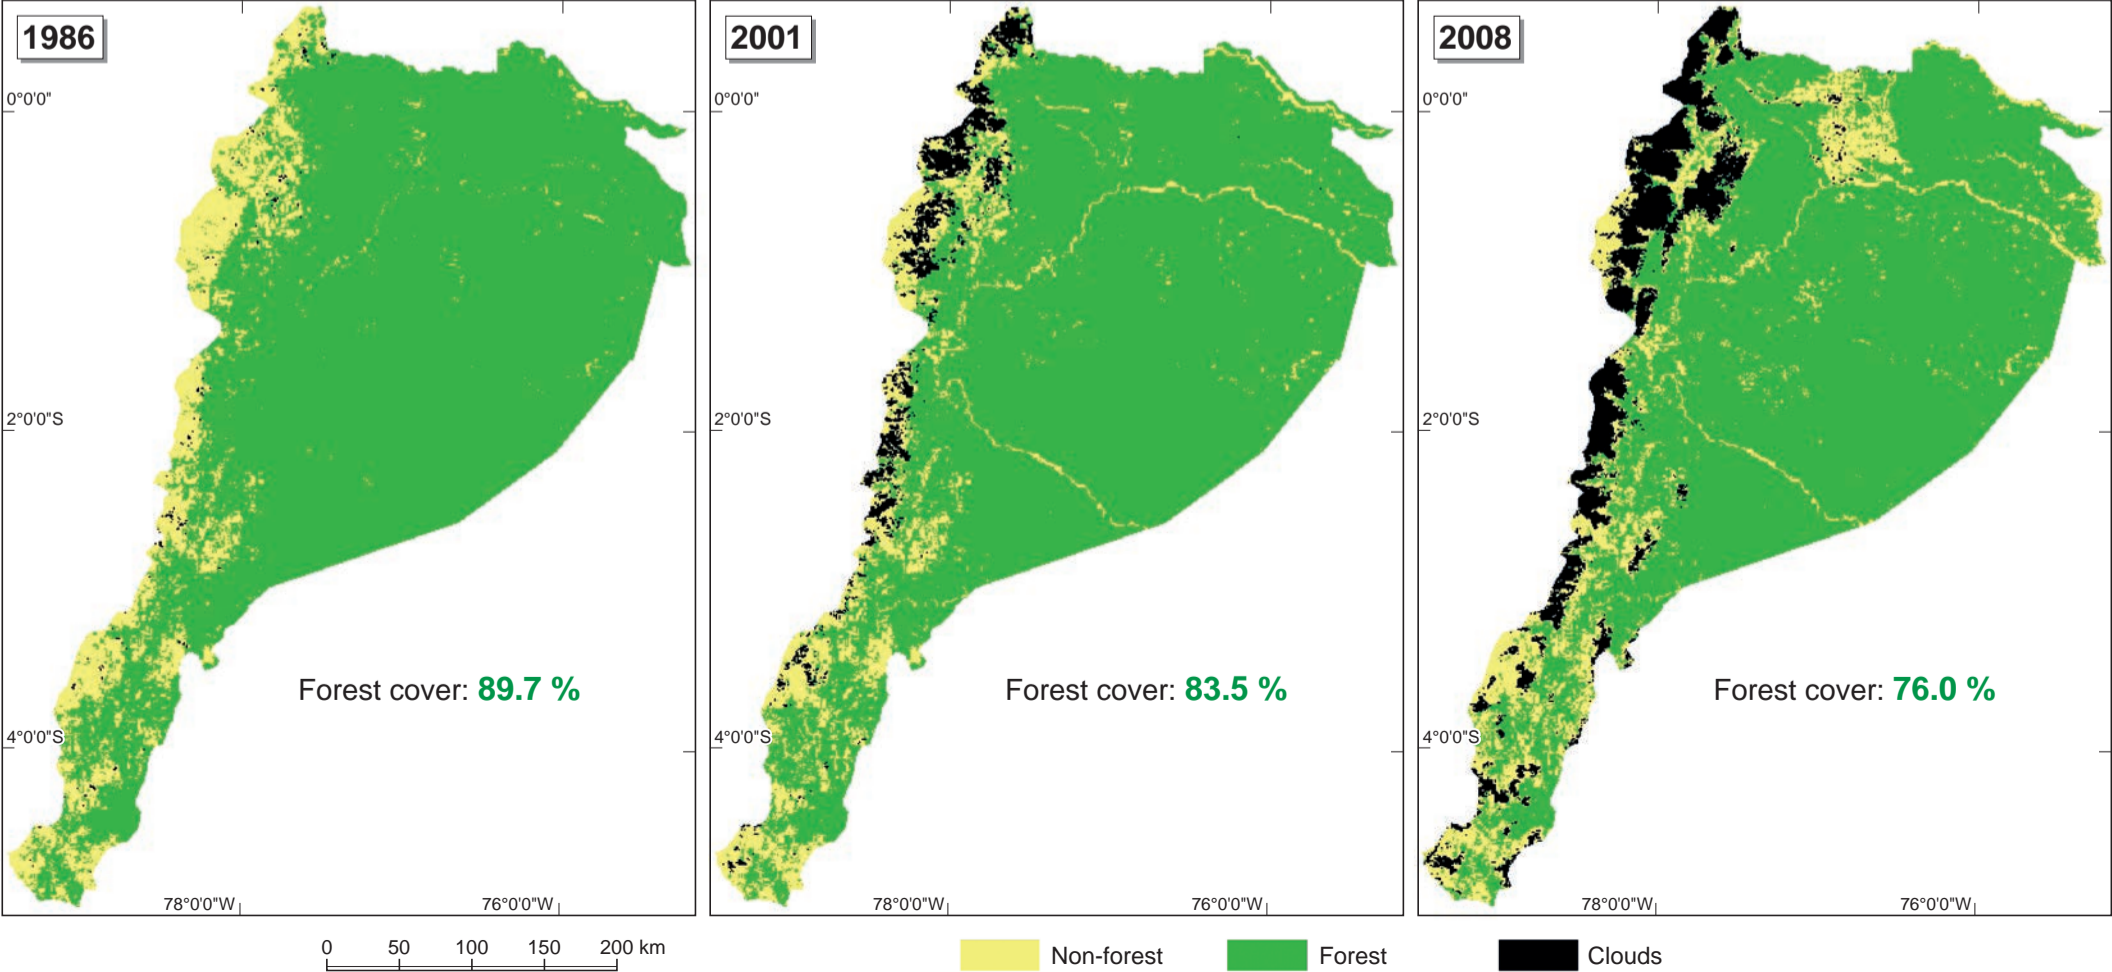 1986
0°0'0"
2°0'0"S
4°0'0"S
78°0'0"W
76°0'0"W
Forest cover: 89.7 %
2001
0°0'0"
2°0'0"S
4°0'0"S
78°0'0"W
76°0'0"W
Forest cover: 83.5 %
2008
0°0'0"
2°0'0"S
4°0'0"S
78°0'0"W
76°0'0"W
Forest cover: 76.0 %
0 50 100 150 200 km
Non-forest
Forest
Clouds